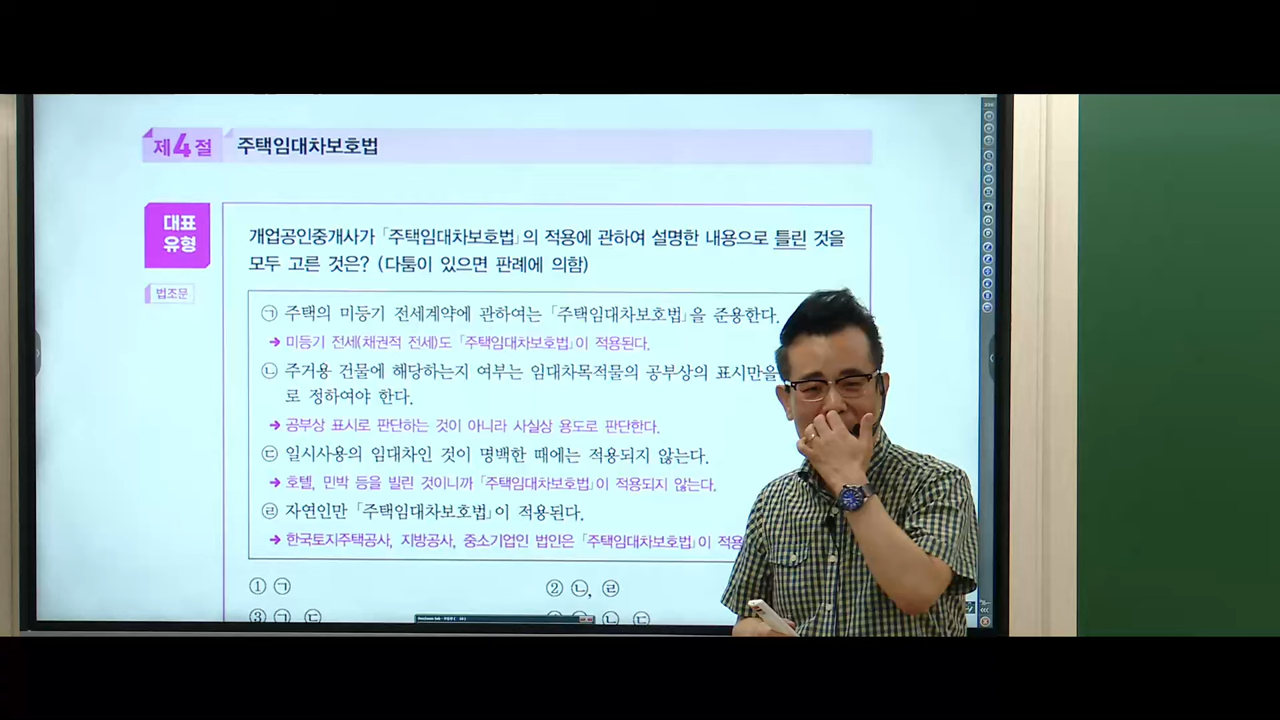 제4절 주택임대차보호법
대표
유형
법조문
개업공인중개사가 「주택임대차보호법」의 적용에 관하여 설명한 내용으로 틀린 것을
모두 고른 것은? (다툼이 있으면 판례에 의함)
㉠ 주택의 미등기 전세계약에 관하여는 「주택임대차보호법」을 준용한다.
➔ 미등기 전세(채권적 전세)도 「주택임대차보호법」이 적용된다.
㉡ 주거용 건물에 해당하는지 여부는 임대차목적물의 공부상의 표시만을
로 정하여야 한다.
➔ 공부상 표시로 판단하는 것이 아니라 사실상 용도로 판단한다.
㉢ 일시사용의 임대차인 것이 명백한 때에는 적용되지 않는다.
➔ 호텔, 민박 등을 빌린 것이니까 「주택임대차보호법」이 적용되지 않는다.
㉣ 자연인만 「주택임대차보호법」이 적용된다.
➔ 한국토지주택공사, 지방공사, 중소기업인 법인은 「주택임대차보호법」이 적용
① ㉠ ② ㉡, ㉣
③ ㉠ ㉢ ㉡ ㉢